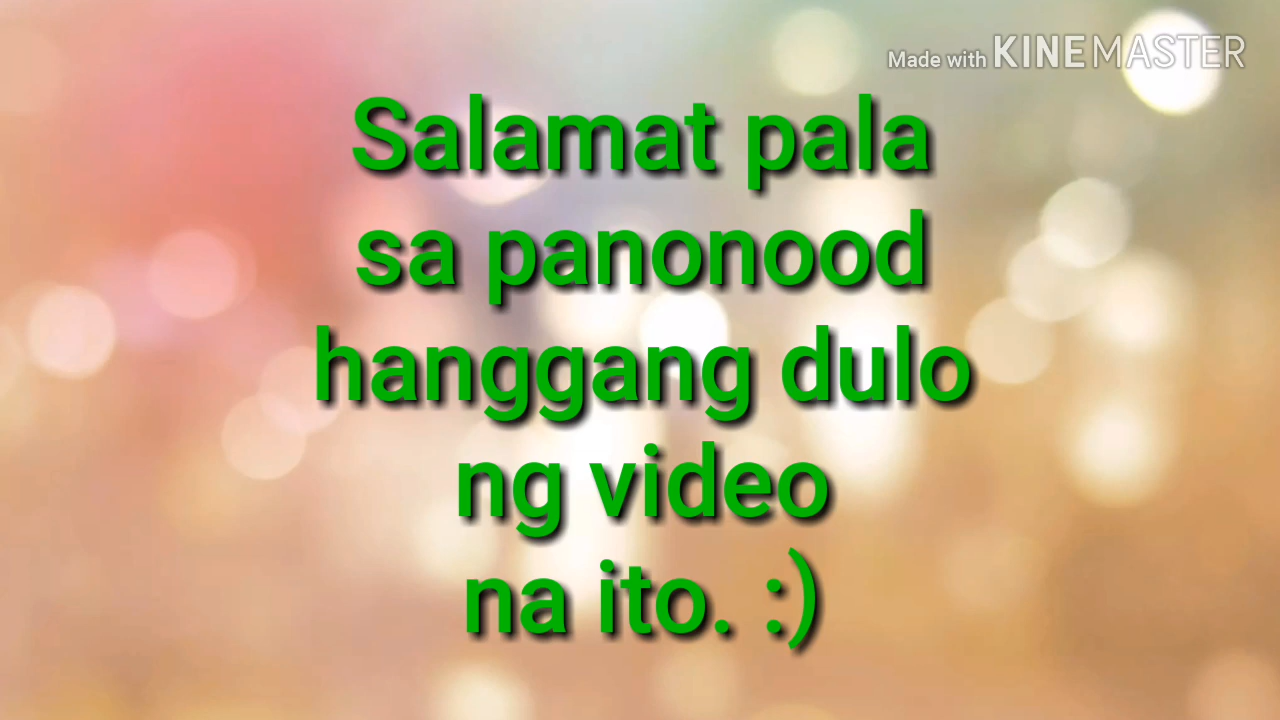 Made with KINEMASTER
Salamat pala
sa panonood
hanggang dulo
ng video
na ito. :)